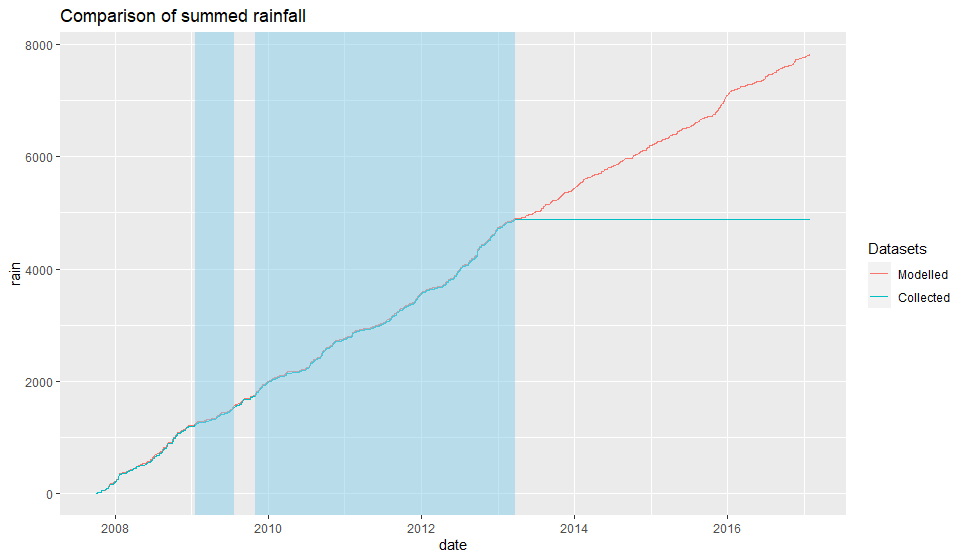 Comparison of summed rainfall
8000
6000
4000
2000
0
rain
2008
2010
2012
2014
2016
date
Datasets
Modelled
Collected